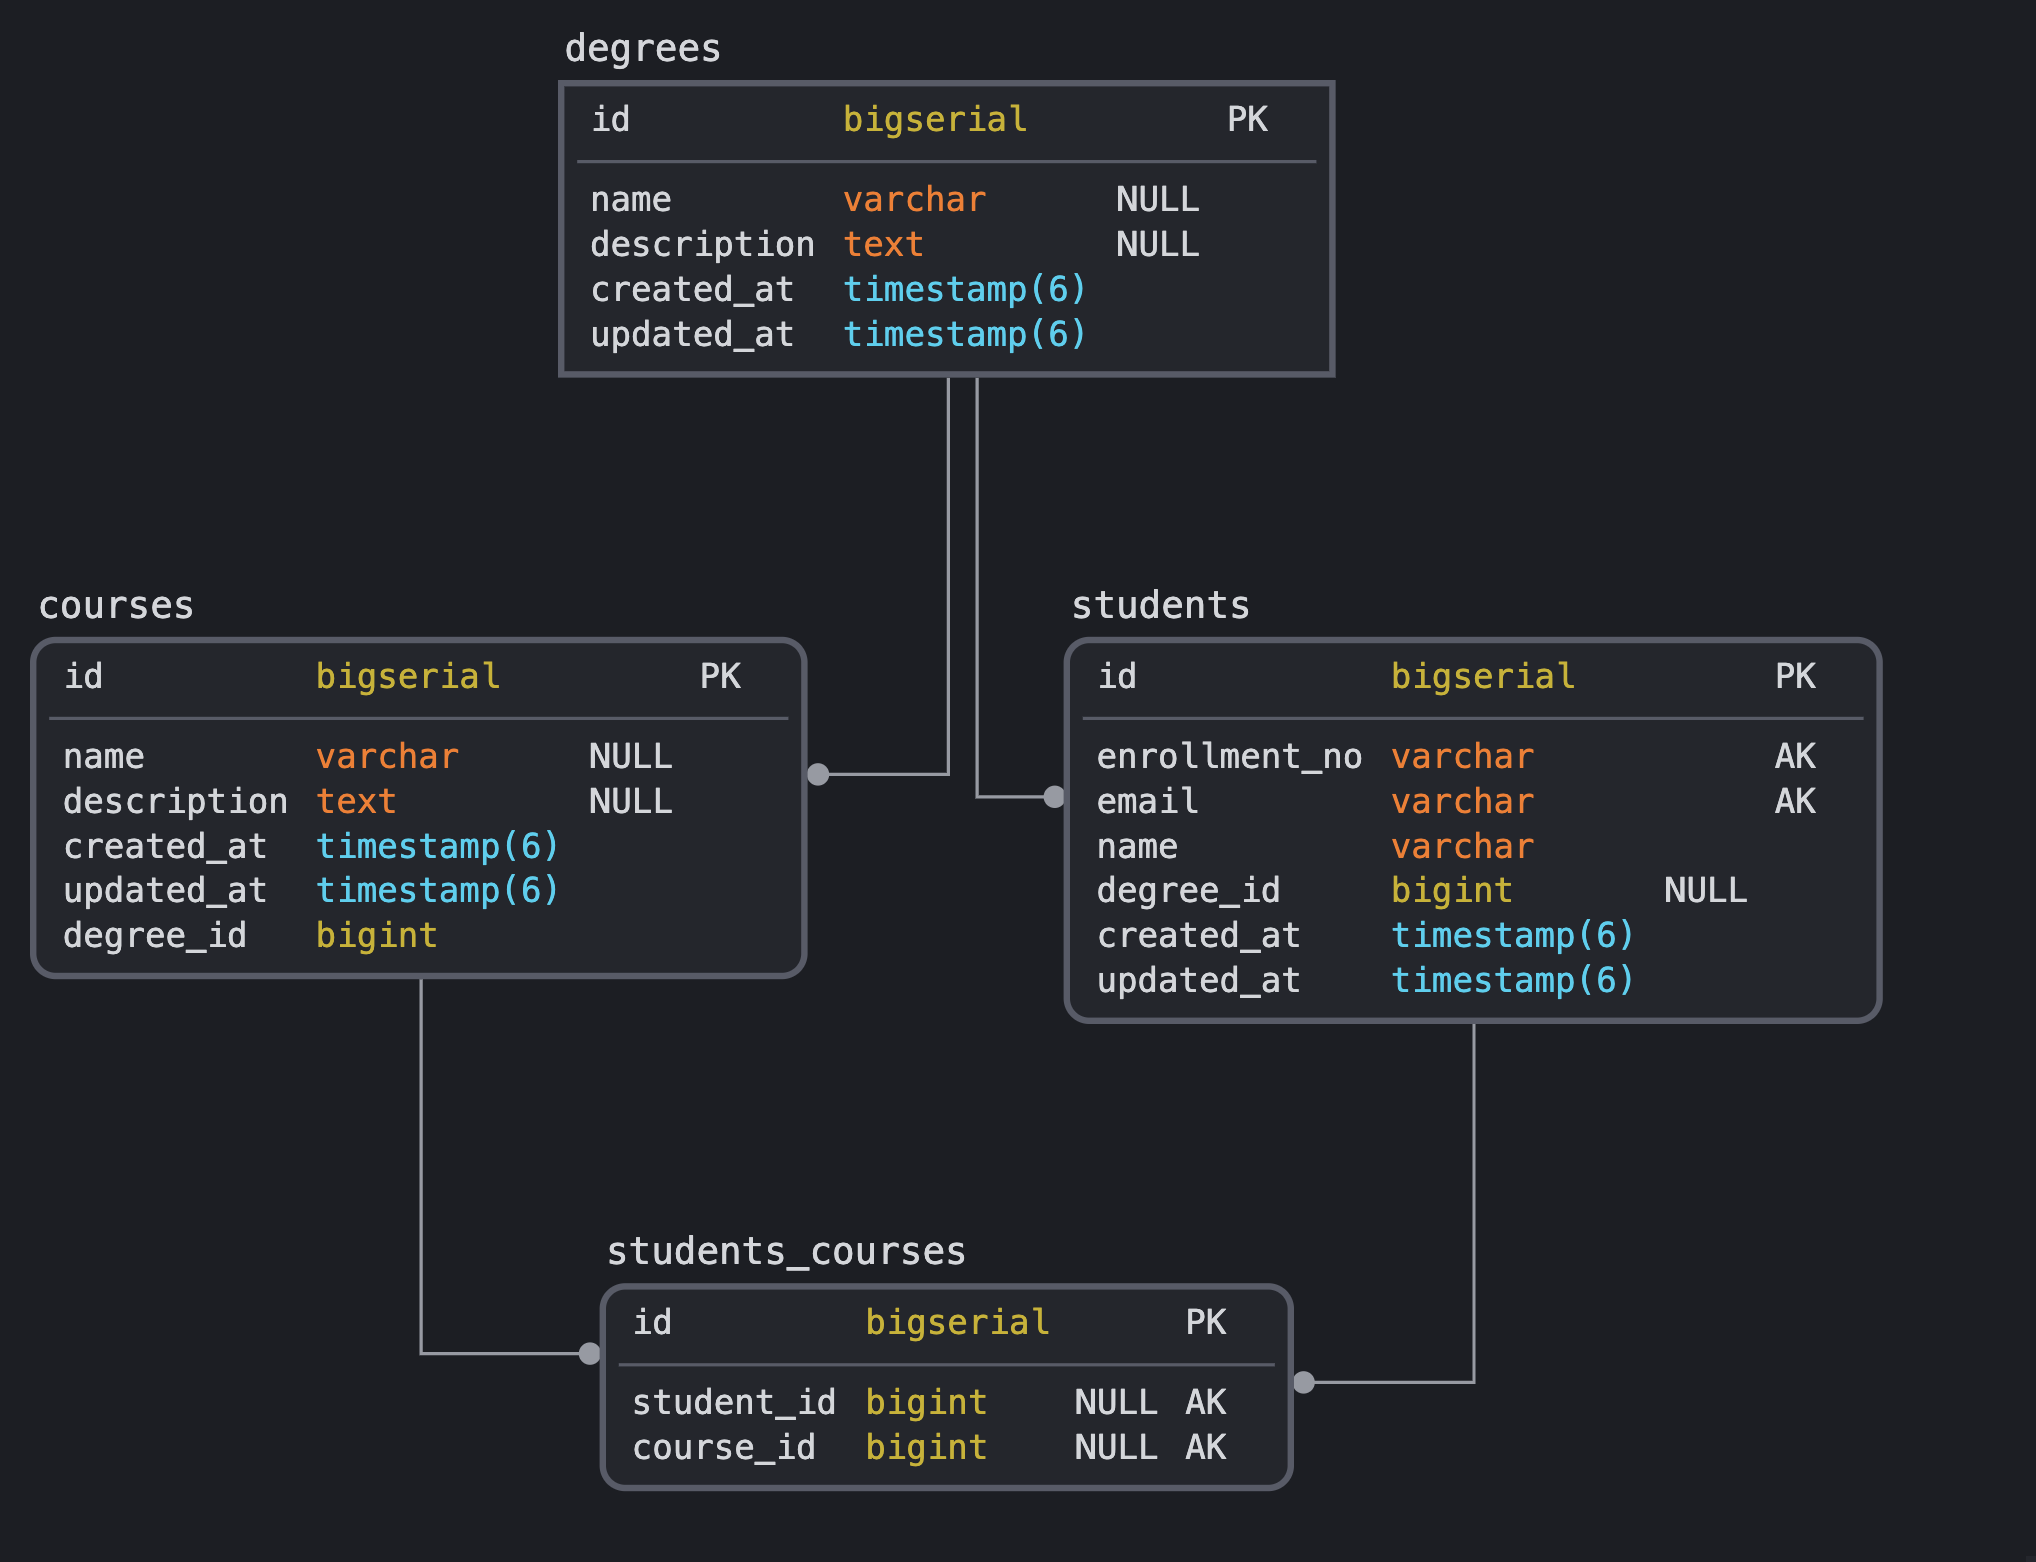 degrees
id bigserial PK
name varchar NULL
description text NULL
created_at timestamp(6)
updated_at timestamp(6)
courses
id bigserial PK
name varchar NULL
description text NULL
created_at timestamp(6)
updated_at timestamp(6)
degree_id bigint
students
id bigserial PK
enrollment_no varchar AK
email varchar AK
name varchar
degree_id bigint NULL
created_at timestamp(6)
updated_at timestamp(6)
students_courses
id bigserial PK
student_id bigint NULL AK
course_id bigint NULL AK